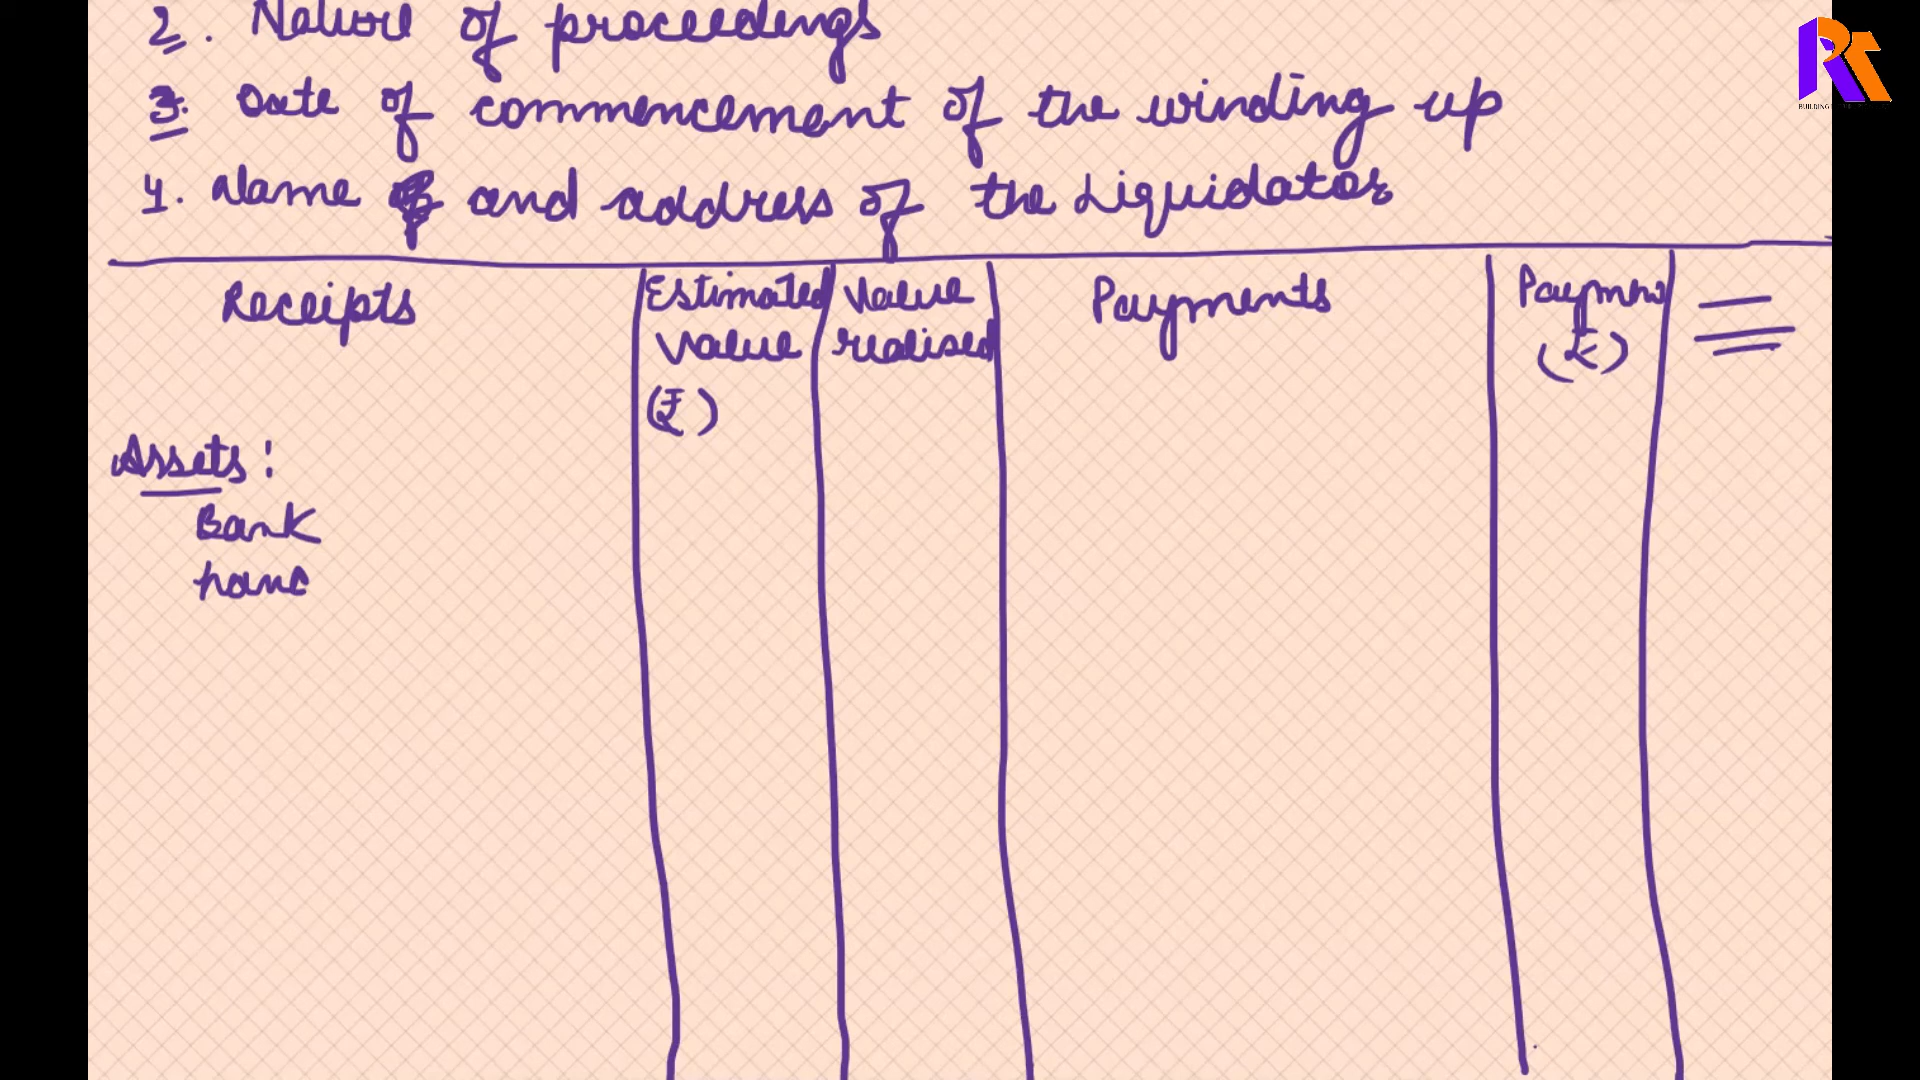 2. Nature of proceedings
3. Date of commencement of the winding up
4. Name and address of the Liquidator
Receipts
Estimated Value (₹)
Value realised
Payments
Payment (₹)
Assets:
Bank
hand